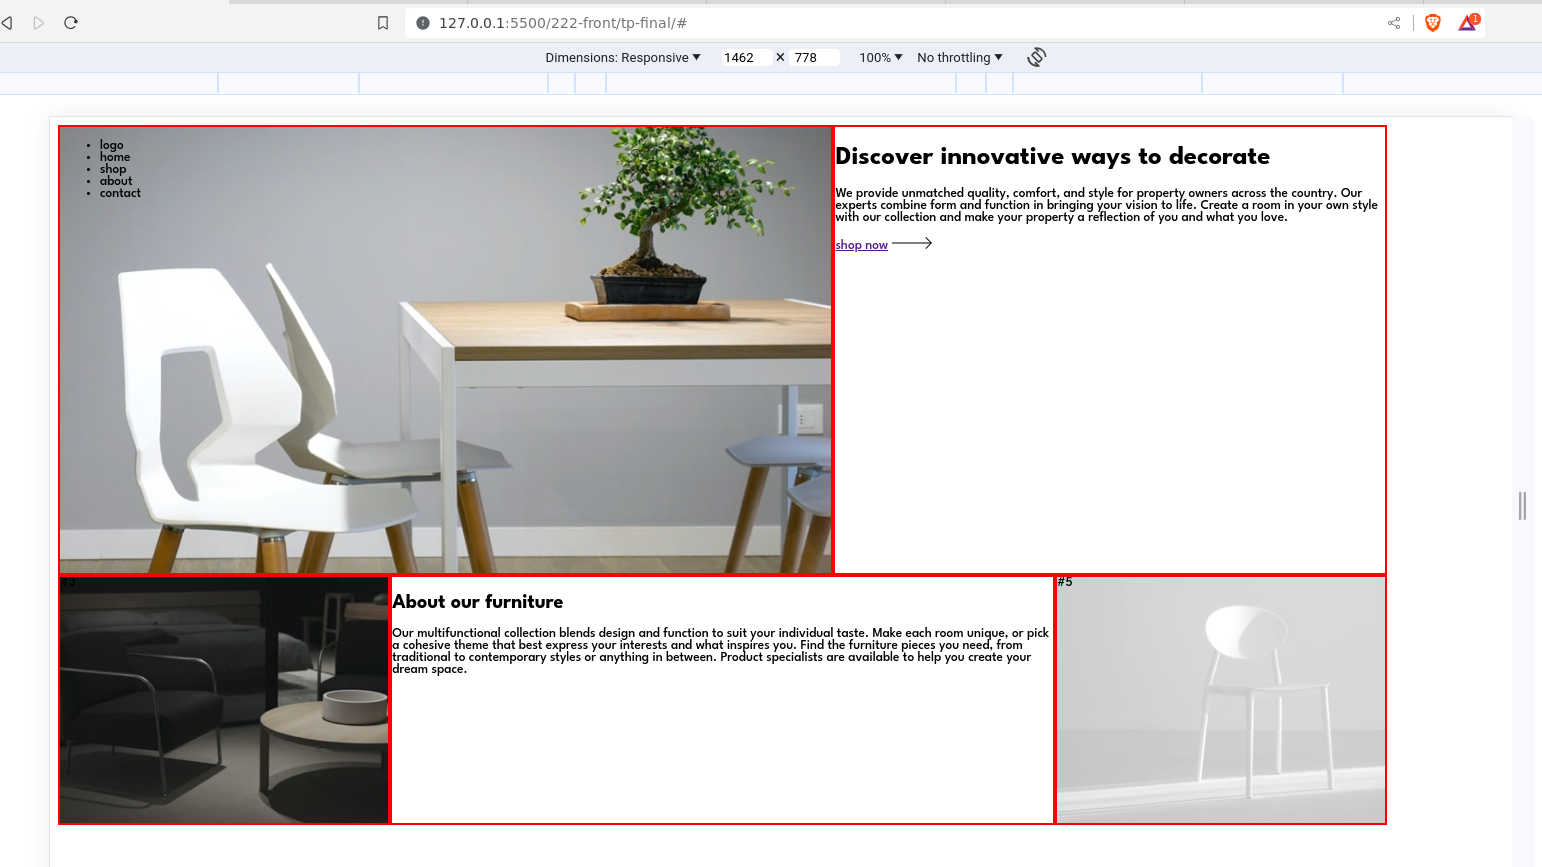 127.0.0.1:5500/222-front/tp-final/#
1
Dimensions: Responsive ▼ 1462 × 778 100% ▼ No throttling ▼
logo
home
shop
about
contact
Discover innovative ways to decorate
We provide unmatched quality, comfort, and style for property owners across the country. Our
experts combine form and function in bringing your vision to life. Create a room in your own style
with our collection and make your property a reflection of you and what you love.
shop now
About our furniture
Our multifunctional collection blends design and function to suit your individual taste. Make each room unique, or pick
a cohesive theme that best express your interests and what inspires you. Find the furniture pieces you need, from
traditional to contemporary styles or anything in between. Product specialists are available to help you create your
dream space.
#5